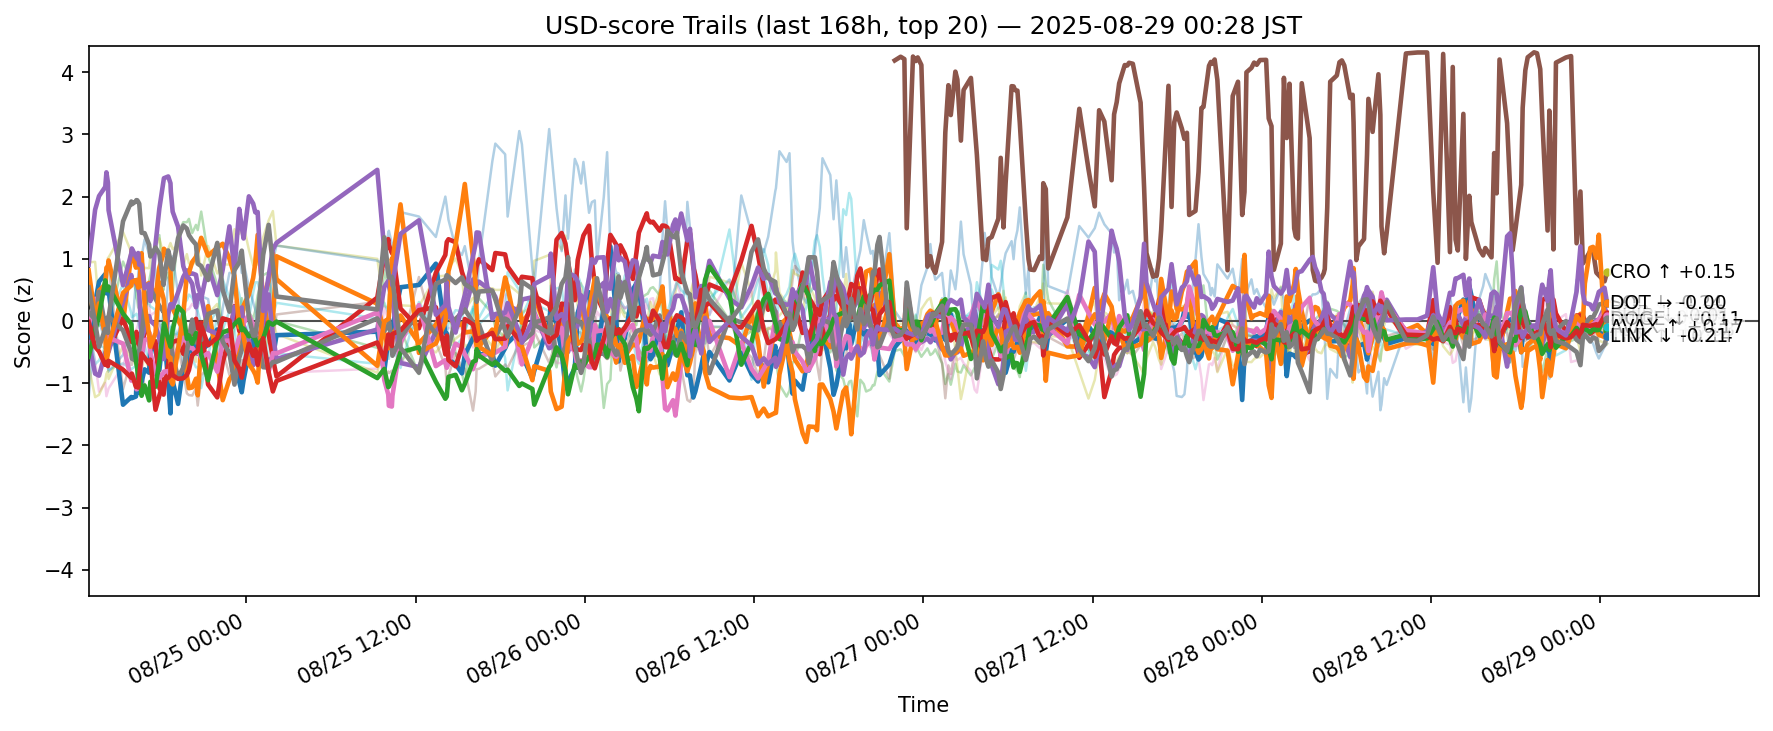 USD-score Trails (last 168h, top 20) — 2025-08-29 00:28 JST
Score (z)
4
3
2
1
0
−1
−2
−3
−4
CRO ↑ +0.15
DOT → -0.00
AVAX ↑ +0.17
LINK ↓ -0.21
08/25 00:00
08/25 12:00
08/26 00:00
08/26 12:00
08/27 00:00
08/27 12:00
08/28 00:00
08/28 12:00
08/29 00:00
Time